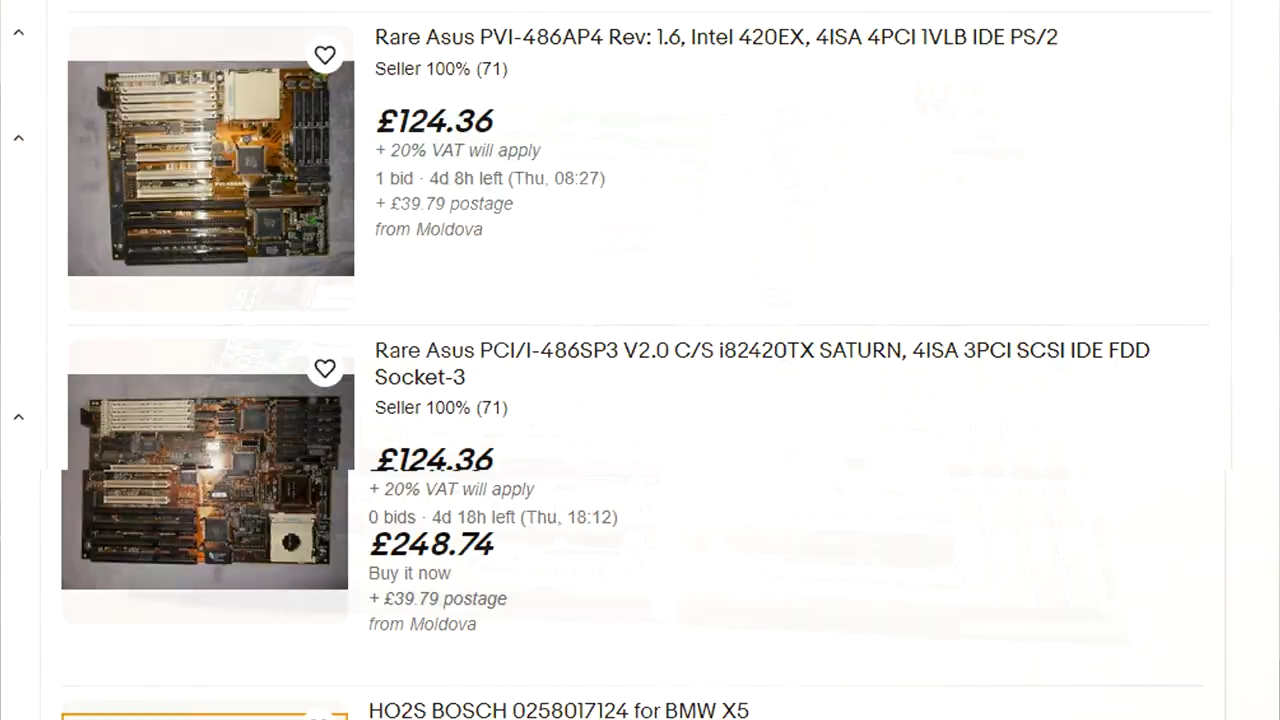 Rare Asus PVI-486AP4 Rev: 1.6, Intel 420EX, 4ISA 4PCI 1VLB IDE PS/2
Seller 100% (71)
£124.36
+ 20% VAT will apply
1 bid · 4d 8h left (Thu, 08:27)
+ £39.79 postage
from Moldova
Rare Asus PCI/I-486SP3 V2.0 C/S i82420TX SATURN, 4ISA 3PCI SCSI IDE FDD
Socket-3
Seller 100% (71)
£124.36
+ 20% VAT will apply
0 bids · 4d 18h left (Thu, 18:12)
£248.74
Buy it now
+ £39.79 postage
from Moldova
HO2S BOSCH 0258017124 for BMW X5